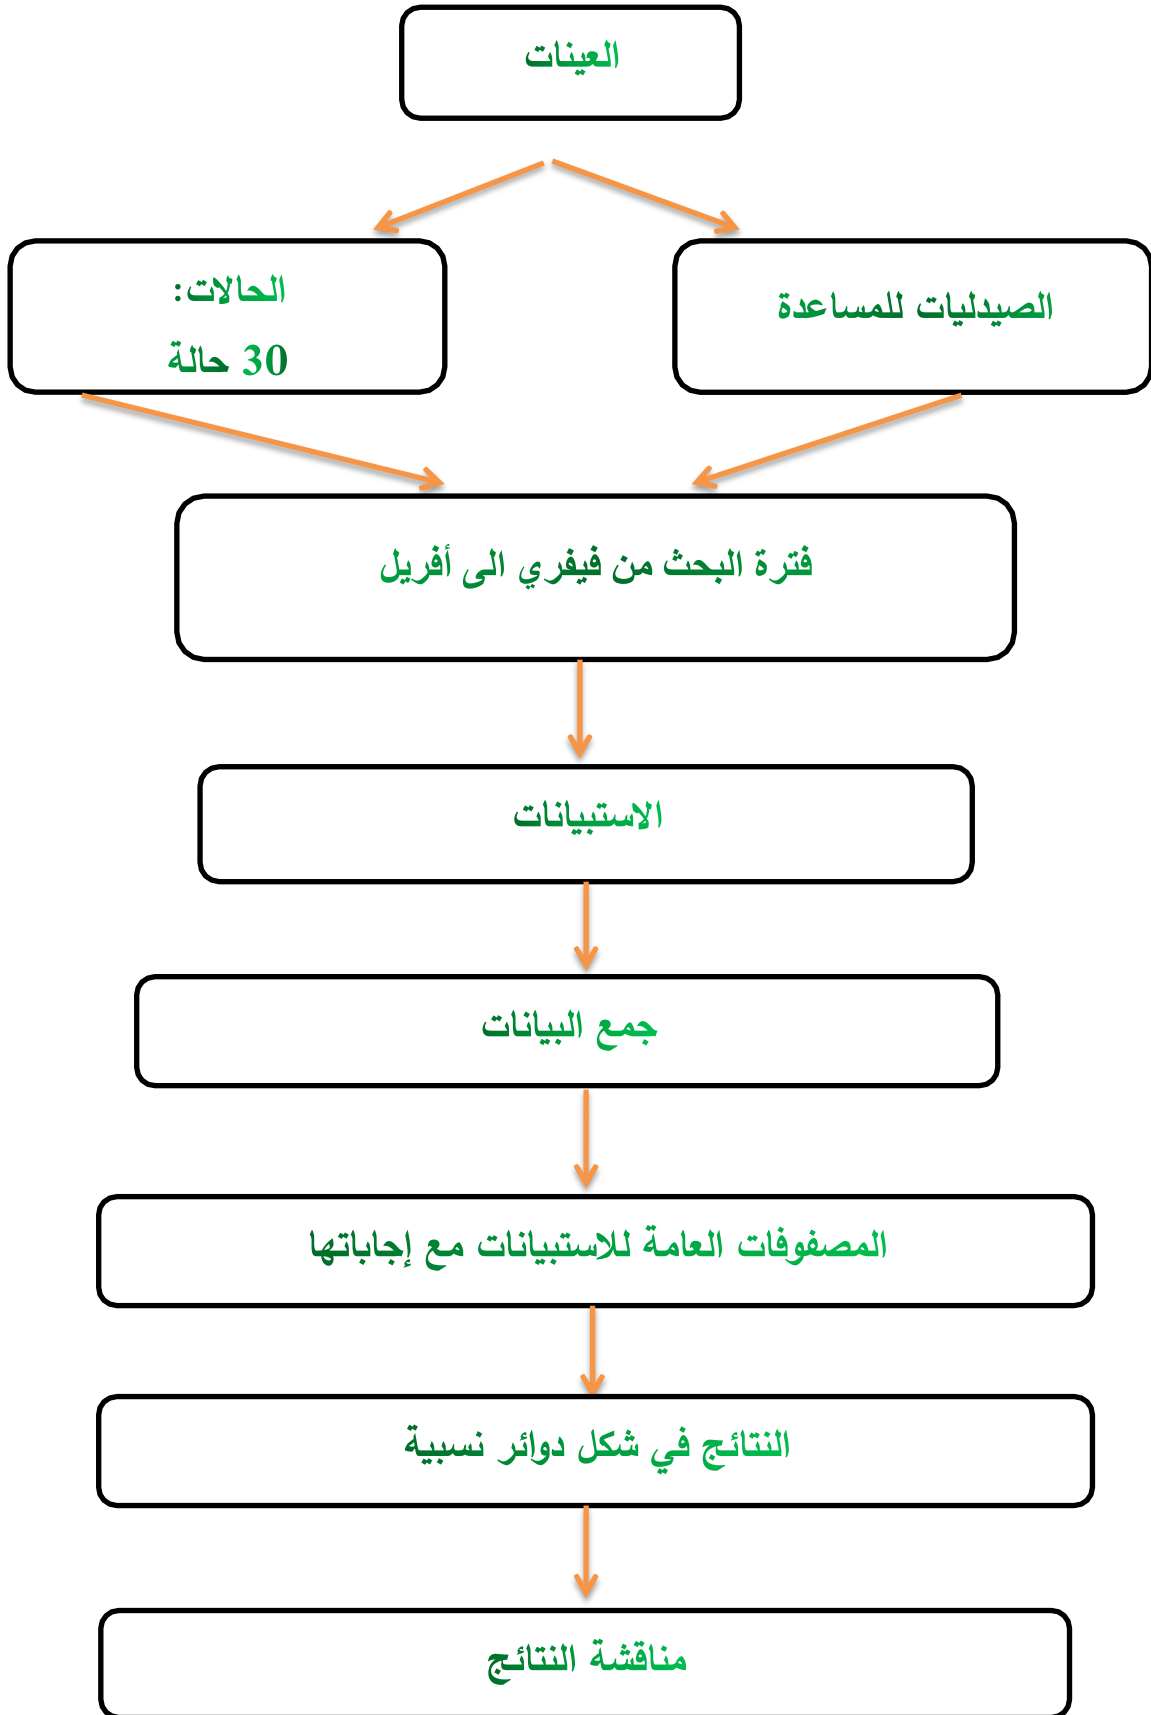 العينات
الصيدليات للمساعدة
الحالات:
30 حالة
فترة البحث من فيفري الى أفريل
الاستبيانات
جمع البيانات
المصفوفات العامة للاستبيانات مع إجاباتها
النتائج في شكل دوائر نسبية
مناقشة النتائج